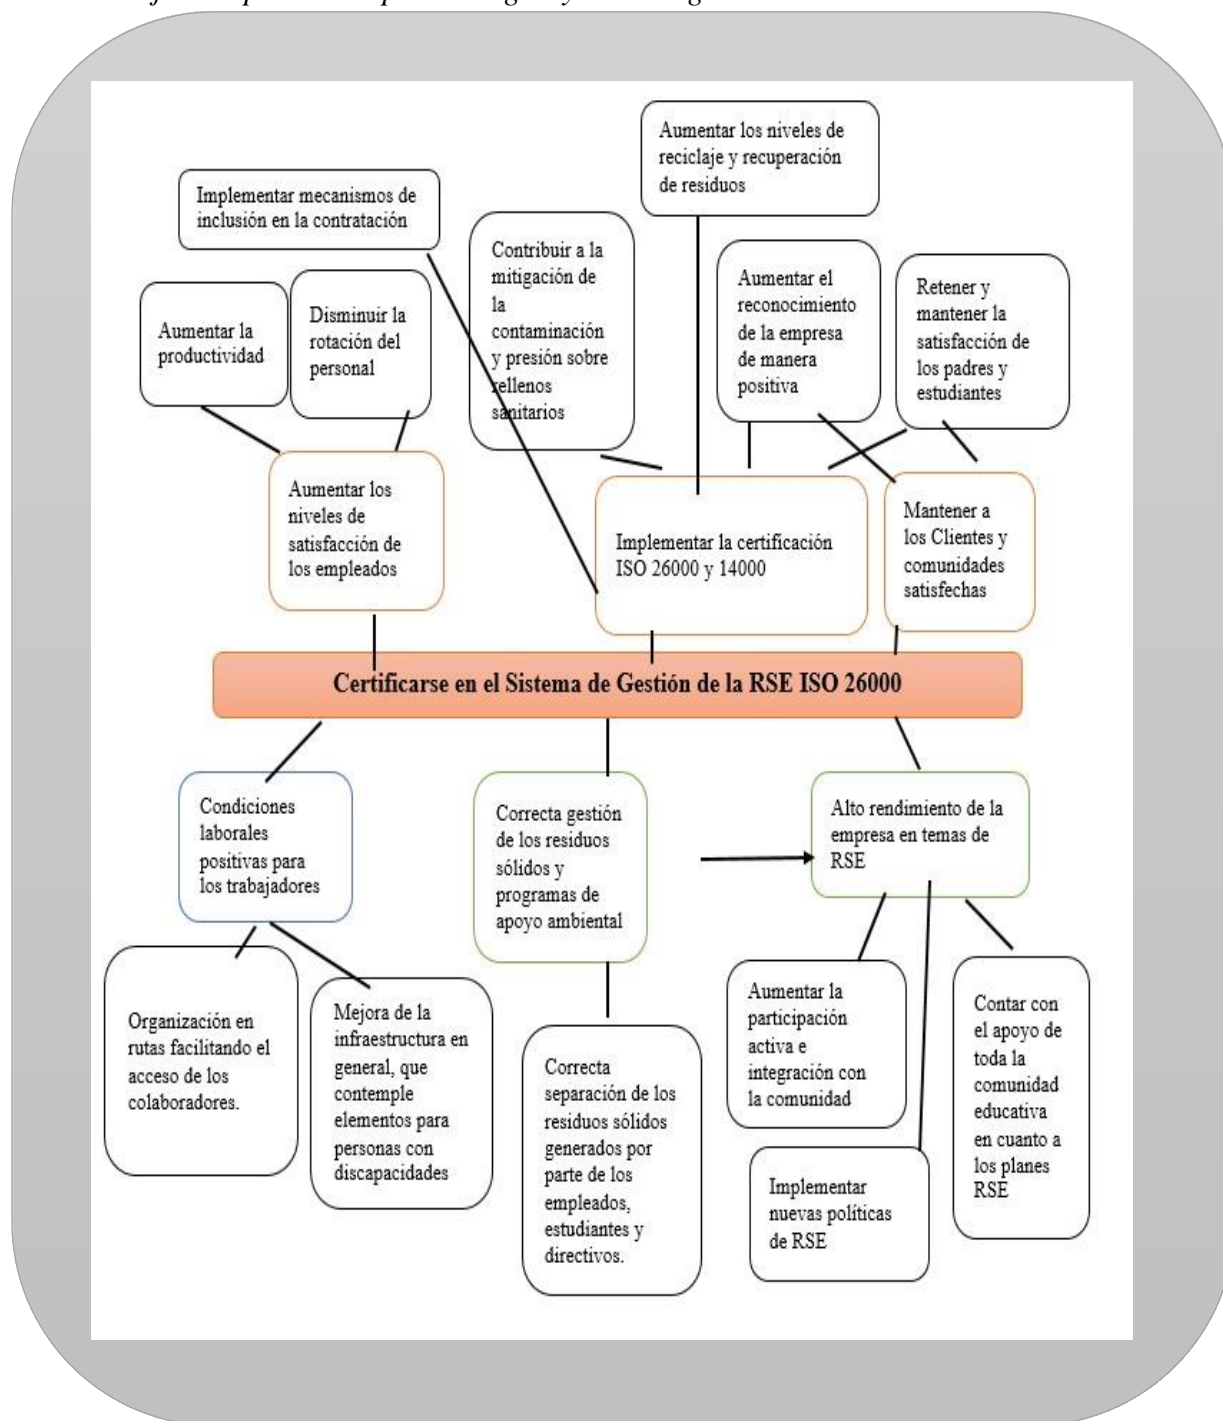 Aumentar los niveles de
reciclaje y recuperación
de residuos
Implementar mecanismos de
inclusión en la contratación
Contribuir a la
mitigación de
la
contaminación
y presión sobre
rellenos
sanitarios
Aumentar el
reconocimiento
de la empresa
de manera
positiva
Retener y
mantener la
satisfacción de
los padres y
estudiantes
Aumentar la
productividad
Disminuir la
rotación del
personal
Aumentar los
niveles de
satisfacción de
los empleados
Implementar la certificación
ISO 26000 y 14000
Mantener a
los Clientes y
comunidades
satisfechas
Certificarse en el Sistema de Gestión de la RSE ISO 26000
Condiciones
laborales
positivas para
los trabajadores
Correcta gestión
de los residuos
sólidos y
programas de
apoyo ambiental
Alto rendimiento de la
empresa en temas de
RSE
Organización en
rutas facilitando el
acceso de los
colaboradores.
Mejora de la
infraestructura en
general, que
contemple
elementos para
personas con
discapacidades
Correcta
separación de los
residuos sólidos
generados por
parte de los
empleados,
estudiantes y
directivos.
Aumentar la
participación
activa e
integración con
la comunidad
Implementar
nuevas políticas
de RSE
Contar con
el apoyo de
toda la
comunidad
educativa
en cuanto a
los planes
RSE